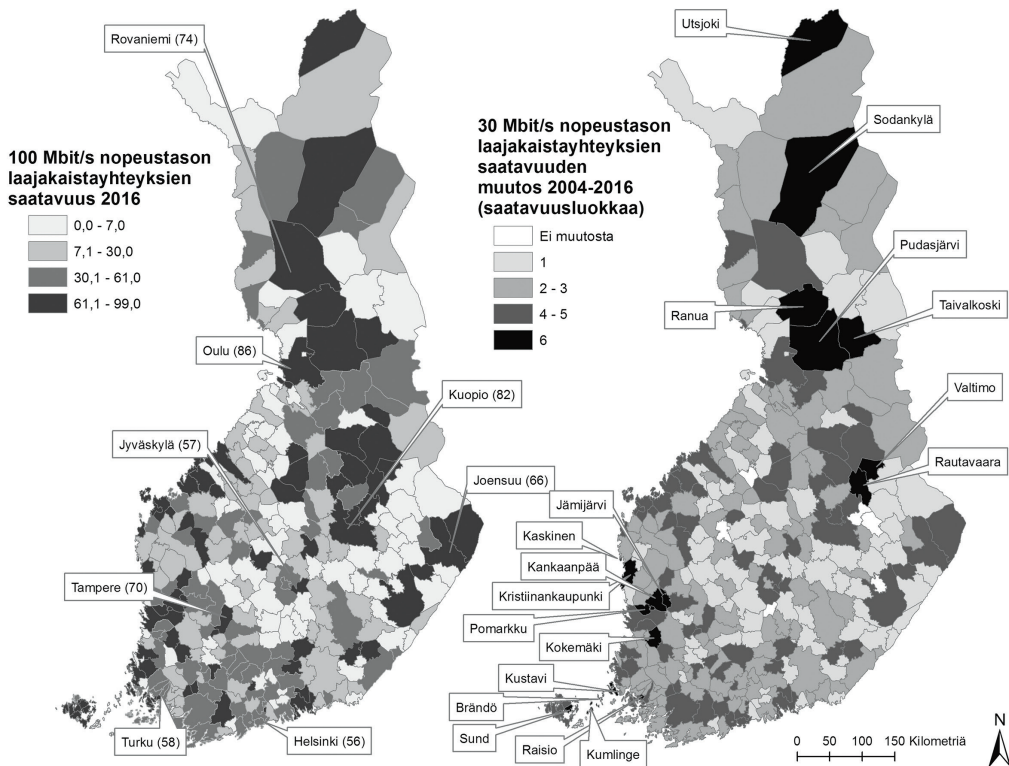 Rovaniemi (74)
100 Mbit/s nopeustason
laajakaistayhteyksien
saatavuus 2016
0,0 - 7,0
7,1 - 30,0
30,1 - 61,0
61,1 - 99,0
Oulu (86)
Kuopio (82)
Jyväskylä (57)
Joensuu (66)
Tampere (70)
Turku (58)
Helsinki (56)
30 Mbit/s nopeustason
laajakaistayhteyksien
saatavuuden
muutos 2004-2016
(saatavuusluokkaa)
Ei muutosta
1
2 - 3
4 - 5
6
Utsjoki
Sodankylä
Pudasjärvi
Ranua
Taivalkoski
Valtimo
Rautavaara
Jämijärvi
Kaskinen
Kankaanpää
Kristiinankaupunki
Pomarkku
Kokemäki
Kustavi
Brändö
Sund
Raisio
Kumlinge
N
0 50 100 150 Kilometriä